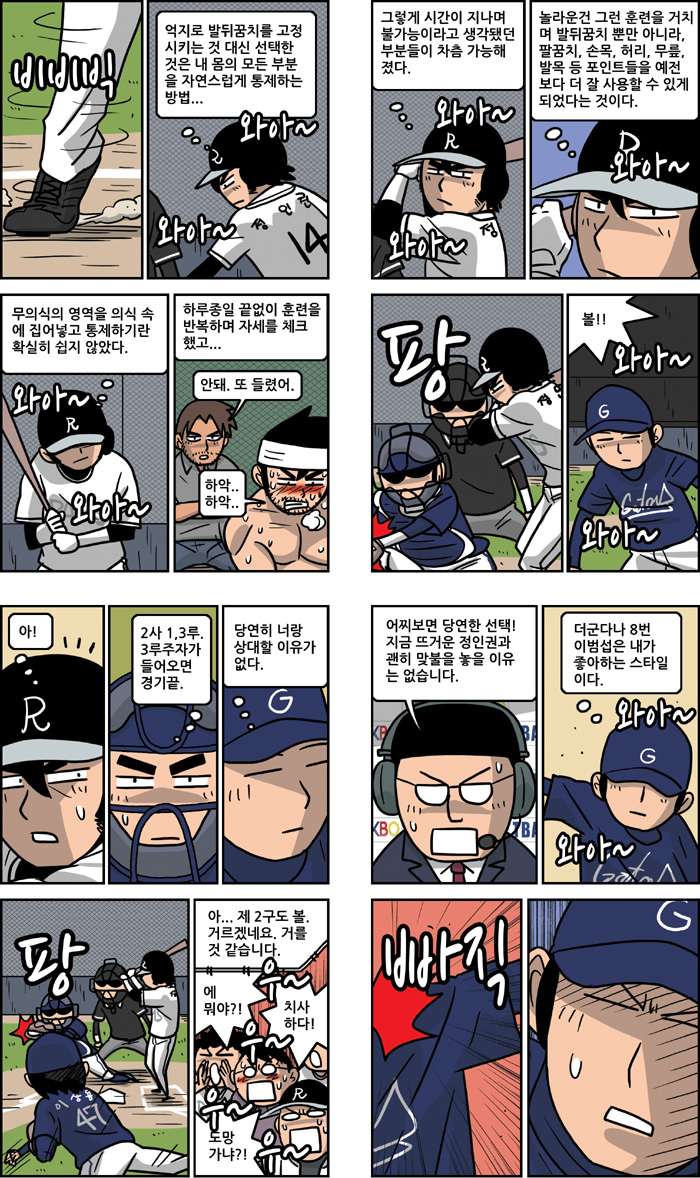 삐비빅
억지로 발뒤꿈치를 고정
시키는 것 대신 선택한
것은 내 몸의 모든 부분
을 자연스럽게 통제하는
방법...
와아~
와아~
정인권
14
그렇게 시간이 지나며
불가능이라고 생각됐던
부분들이 차츰 가능해
졌다.
와아~
R
정
와아~
놀라운건 그런 훈련을 거치
며 발뒤꿈치 뿐만 아니라,
팔꿈치, 손목, 허리, 무릎,
발목 등 포인트들을 예전
보다 더 잘 사용할 수 있게
되었다는 것이다.
R
와아~
무의식의 영역을 의식 속
에 집어넣고 통제하기란
확실히 쉽지 않았다.
와아~
R
와아~
하루종일 끝없이 훈련을
반복하며 자세를 체크
했고...
안돼. 또 들렸어.
하악..
하악..
팡
볼!!
와아~
G
와아~
아!
R
2사 1,3루.
3루주자가
들어오면
경기끝.
당연히 너랑
상대할 이유가
없다.
G
어찌보면 당연한 선택!
지금 뜨거운 정인권과
괜히 맞불을 놓을 이유
는 없습니다.
KBO
더군다나 8번
이범섭은 내가
좋아하는 스타일
이다.
와아~
G
와아~
팡
47
아... 제 2구도 볼.
거르겠네요. 거를
것 같습니다.
에
뭐야?!
우~
치사
하다!
우~
R
우~
도망
가냐?!
우~
빠직
G